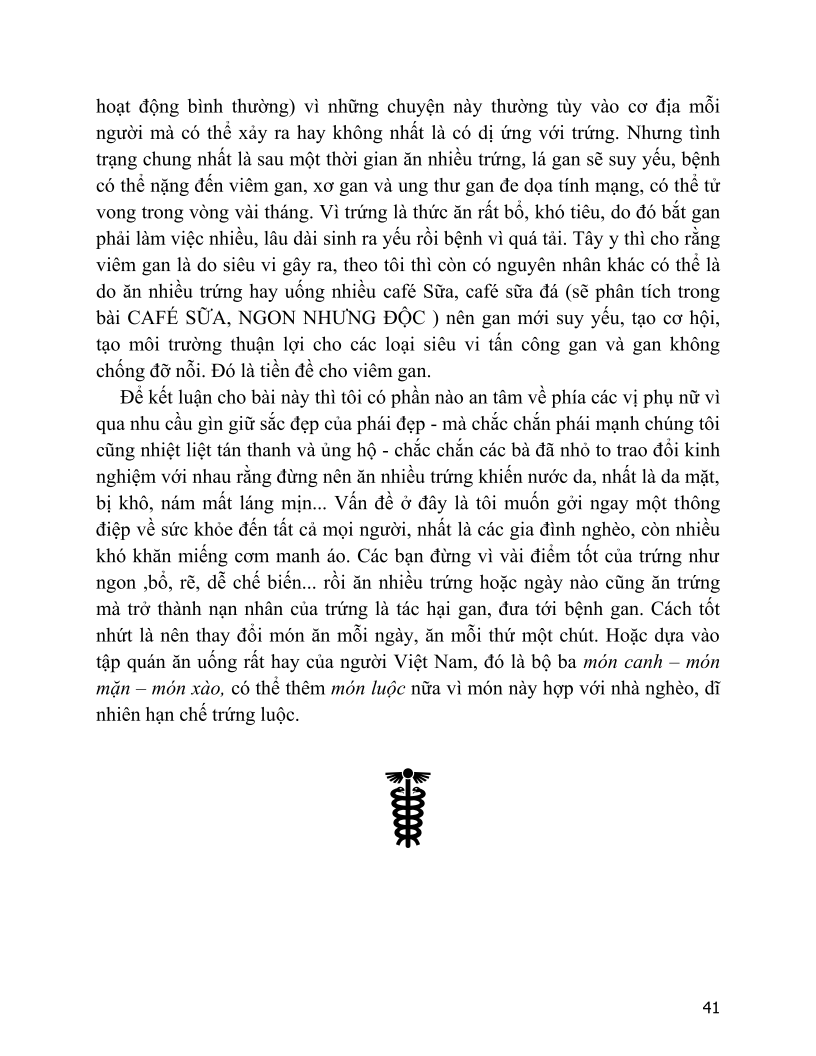 hoạt động bình thường) vì những chuyện này thường tùy vào cơ địa mỗi
người mà có thể xảy ra hay không nhất là có dị ứng với trứng. Nhưng tình
trạng chung nhất là sau một thời gian ăn nhiều trứng, lá gan sẽ suy yếu, bệnh
có thể nặng đến viêm gan, xơ gan và ung thư gan đe dọa tính mạng, có thể tử
vong trong vòng vài tháng. Vì trứng là thức ăn rất bổ, khó tiêu, do đó bắt gan
phải làm việc nhiều, lâu dài sinh ra yếu rồi bệnh vì quá tải. Tây y thì cho rằng
viêm gan là do siêu vi gây ra, theo tôi thì còn có nguyên nhân khác có thể là
do ăn nhiều trứng hay uống nhiều café Sữa, café sữa đá (sẽ phân tích trong
bài CAFÉ SỮA, NGON NHƯNG ĐỘC ) nên gan mới suy yếu, tạo cơ hội,
tạo môi trường thuận lợi cho các loại siêu vi tấn công gan và gan không
chống đỡ nỗi. Đó là tiền đề cho viêm gan.
Để kết luận cho bài này thì tôi có phần nào an tâm về phía các vị phụ nữ vì
qua nhu cầu gìn giữ sắc đẹp của phái đẹp - mà chắc chắn phái mạnh chúng tôi
cũng nhiệt liệt tán thanh và ủng hộ - chắc chắn các bà đã nhỏ to trao đổi kinh
nghiệm với nhau rằng đừng nên ăn nhiều trứng khiến nước da, nhất là da mặt,
bị khô, nám mất láng mịn... Vấn đề ở đây là tôi muốn gởi ngay một thông
điệp về sức khỏe đến tất cả mọi người, nhất là các gia đình nghèo, còn nhiều
khó khăn miếng cơm manh áo. Các bạn đừng vì vài điểm tốt của trứng như
ngon ,bổ, rẽ, dễ chế biến... rồi ăn nhiều trứng hoặc ngày nào cũng ăn trứng
mà trở thành nạn nhân của trứng là tác hại gan, đưa tới bệnh gan. Cách tốt
nhứt là nên thay đổi món ăn mỗi ngày, ăn mỗi thứ một chút. Hoặc dựa vào
tập quán ăn uống rất hay của người Việt Nam, đó là bộ ba món canh – món
mặn – món xào, có thể thêm món luộc nữa vì món này hợp với nhà nghèo, dĩ
nhiên hạn chế trứng luộc.
41